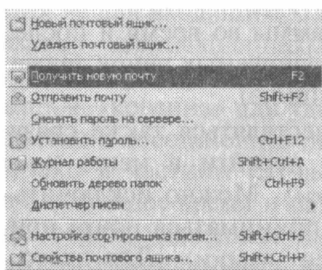 Новый почтовый ящик...
Удалить почтовый ящик...
Получить новую почту F2
Отправить почту Shift+F2
Сменить пароль на сервере...
Установить пароль... Ctrl+F12
Журнал работы Shift+Ctrl+A
Обновить дерево папок Ctrl+F9
Диспетчер писем
Настройка сортировщика писем... Shift+Ctrl+S
Свойства почтового ящика... Shift+Ctrl+P